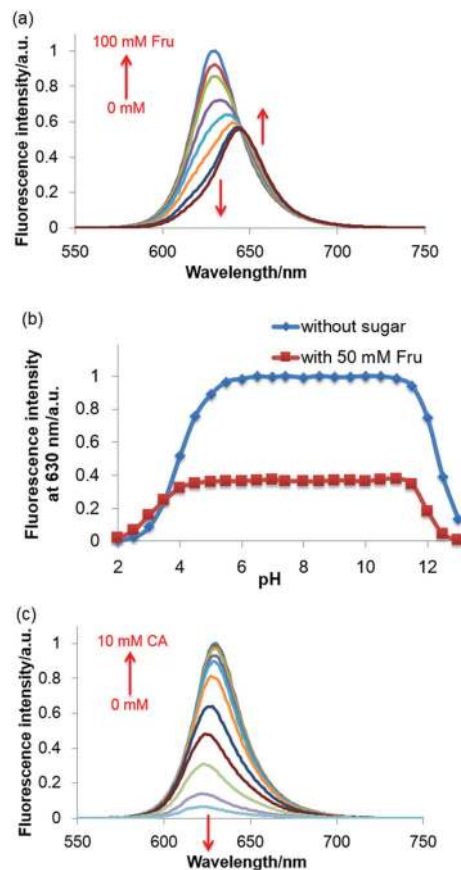 (a)
100 mM Fru
0 mM
Fluorescence intensity/a.u.
1
0.8
0.6
0.4
0.2
0
550 600 650 700 750
Wavelength/nm
(b)
without sugar
with 50 mM Fru
Fluorescence intensity
at 630 nm/a.u.
1
0.8
0.6
0.4
0.2
0
2 4 6 8 10 12
pH
(c)
10 mM CA
0 mM
Fluorescence intensity/a.u.
1
0.8
0.6
0.4
0.2
0
550 600 650 700 750
Wavelength/nm